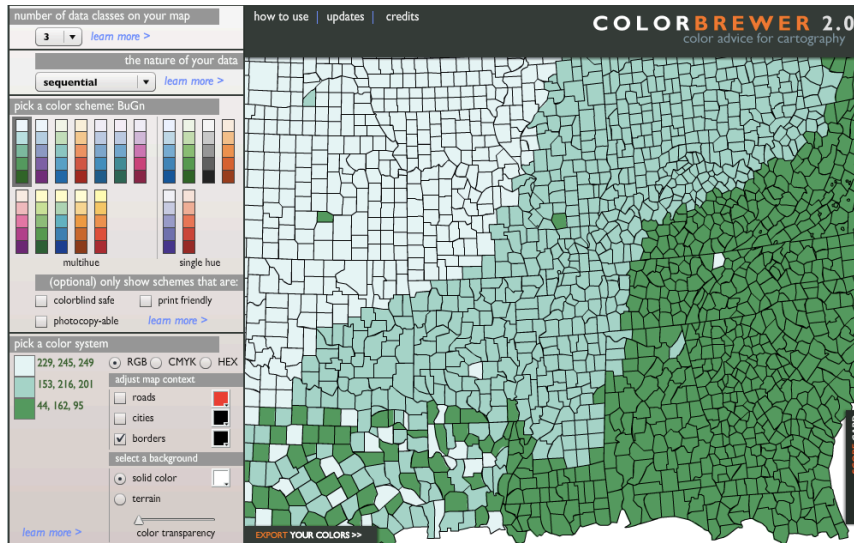 number of data classes on your map
3
learn more >
how to use | updates | credits
COLORBREWER 2.0
color advice for cartography
the nature of your data
sequential
learn more >
pick a color scheme: BuGn
multihue
single hue
(optional) only show schemes that are:
colorblind safe
print friendly
photocopy-able
learn more >
pick a color system
229, 245, 249
153, 216, 201
44, 162, 95
RGB
CMYK
HEX
adjust map context
roads
cities
borders
select a background
solid color
terrain
color transparency
learn more >
EXPORT YOUR COLORS >>